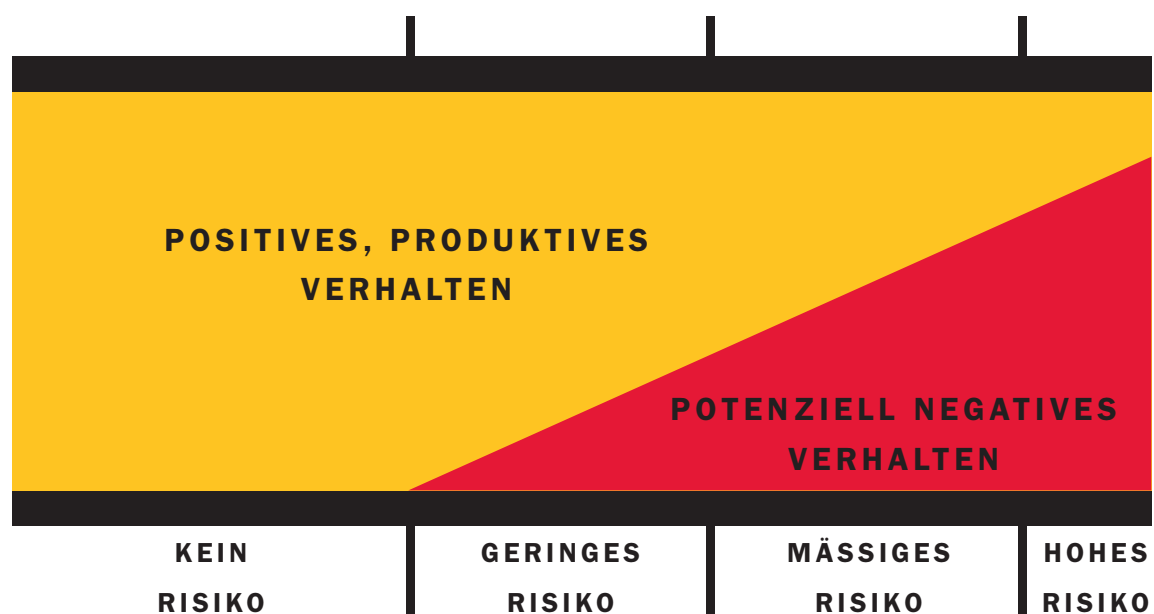 POSITIVES, PRODUKTIVES
VERHALTEN
POTENZIELL NEGATIVES
VERHALTEN
KEIN
RISIKO
GERINGES
RISIKO
MÄSSIGES
RISIKO
HOHES
RISIKO